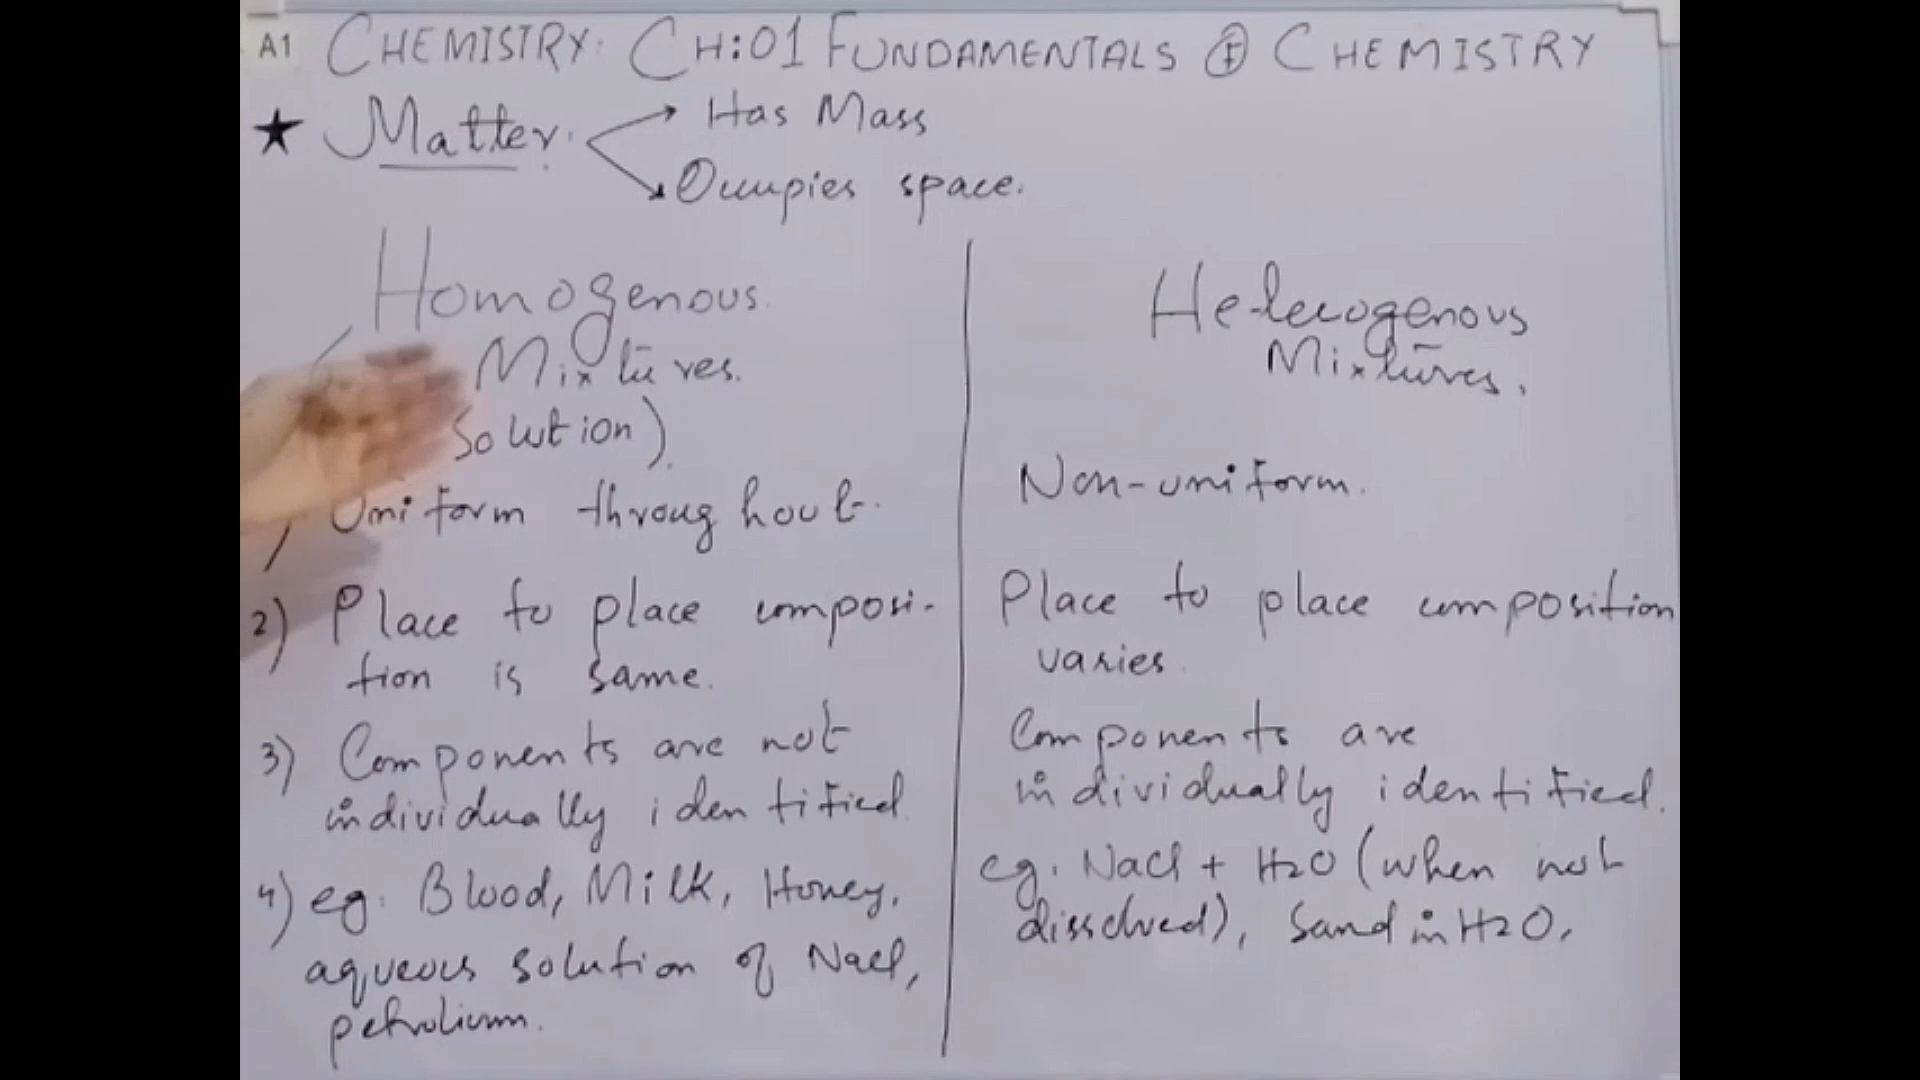 A1
CHEMISTRY: CH:01 FUNDAMENTALS OF CHEMISTRY
★ Matter.
Has Mass
Occupies space.
Homogenous
Mixtures.
Solution)
Uniform throughout.
2) Place to place composi-
tion is same.
3) Components are not
individually identified.
4) eg: Blood, Milk, Honey,
aqueous solution of NaCl,
petrolium.
Heterogenous
Mixtures.
Non-uniform.
Place to place composition
varies.
Components are
individually identified.
eg. NaCl + H2O (when not
dissolved), Sand in H2O,